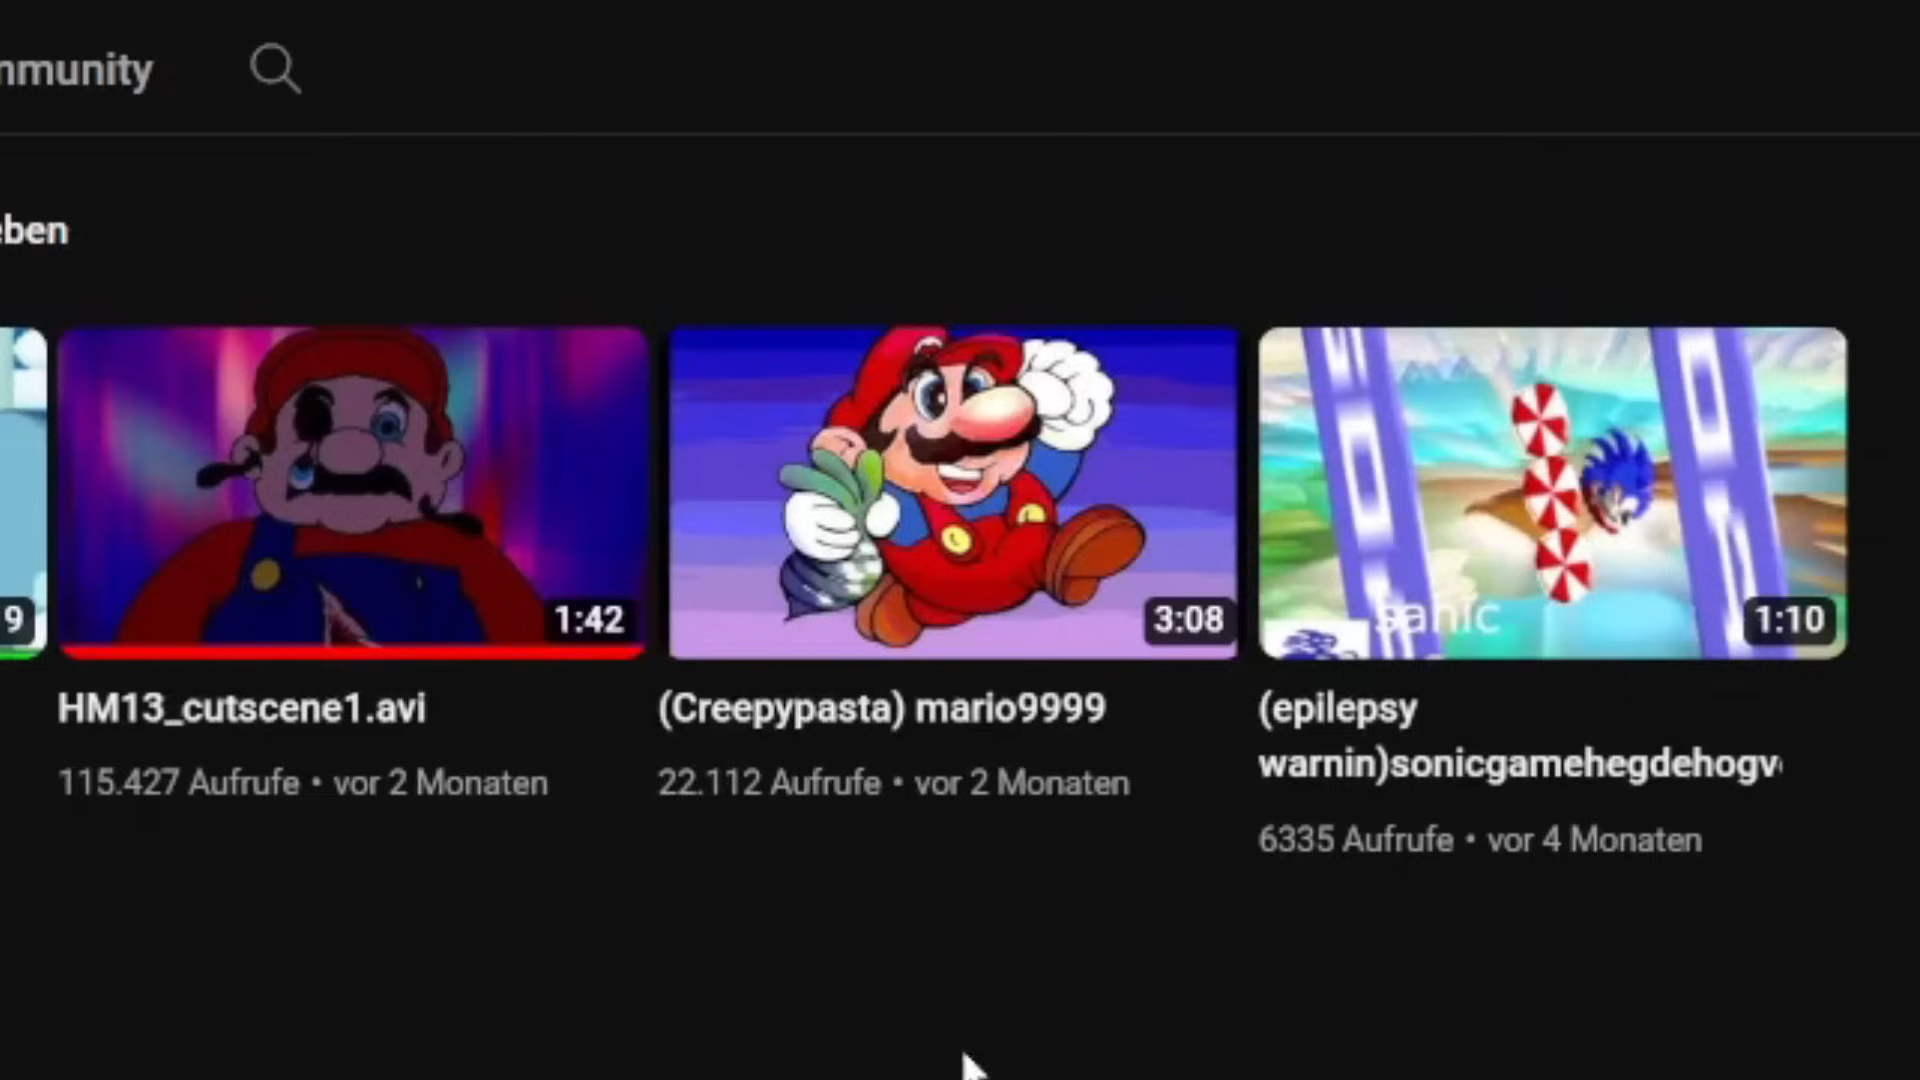 mmunity
eben
9
1:42
3:08
sanic
1:10
HM13_cutscene1.avi
(Creepypasta) mario9999
(epilepsy
warnin)sonicgamehegdehogv
115.427 Aufrufe • vor 2 Monaten
22.112 Aufrufe • vor 2 Monaten
6335 Aufrufe • vor 4 Monaten